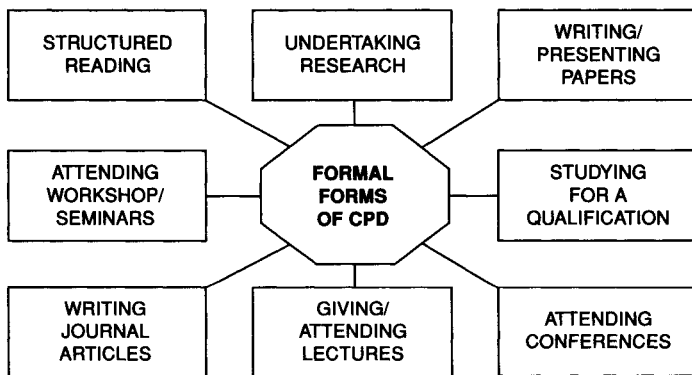 STRUCTURED
READING
UNDERTAKING
RESEARCH
WRITING/
PRESENTING
PAPERS
ATTENDING
WORKSHOP/
SEMINARS
FORMAL
FORMS
OF CPD
STUDYING
FOR A
QUALIFICATION
WRITING
JOURNAL
ARTICLES
GIVING/
ATTENDING
LECTURES
ATTENDING
CONFERENCES